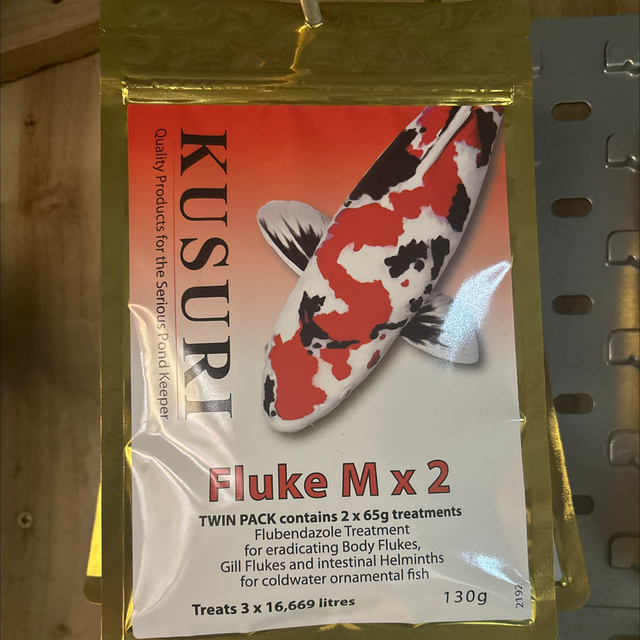 KUSURI
Quality Products for the Serious Pond Keeper
Fluke M x 2
TWIN PACK contains 2 x 65g treatments
Flubendazole Treatment
for eradicating Body Flukes,
Gill Flukes and intestinal Helminths
for coldwater ornamental fish
Treats 3 x 16,669 litres
130g
2192